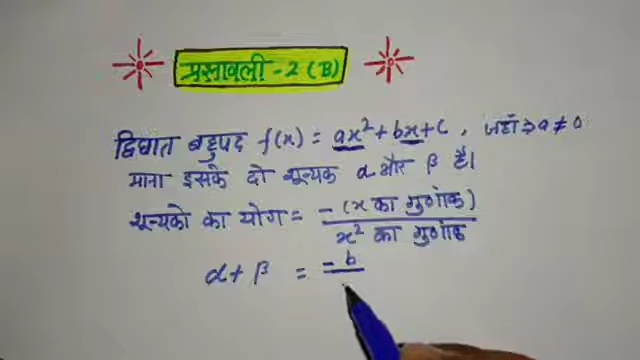 प्रश्नावली - 2 (B)
द्विघात बहुपद f(x) = ax² + bx + c , जहाँ a ≠ 0
माना इसके दो शून्यक α और β है।
शून्यको का योग = -(x का गुणांक) / x² का गुणांक
α + β = -b